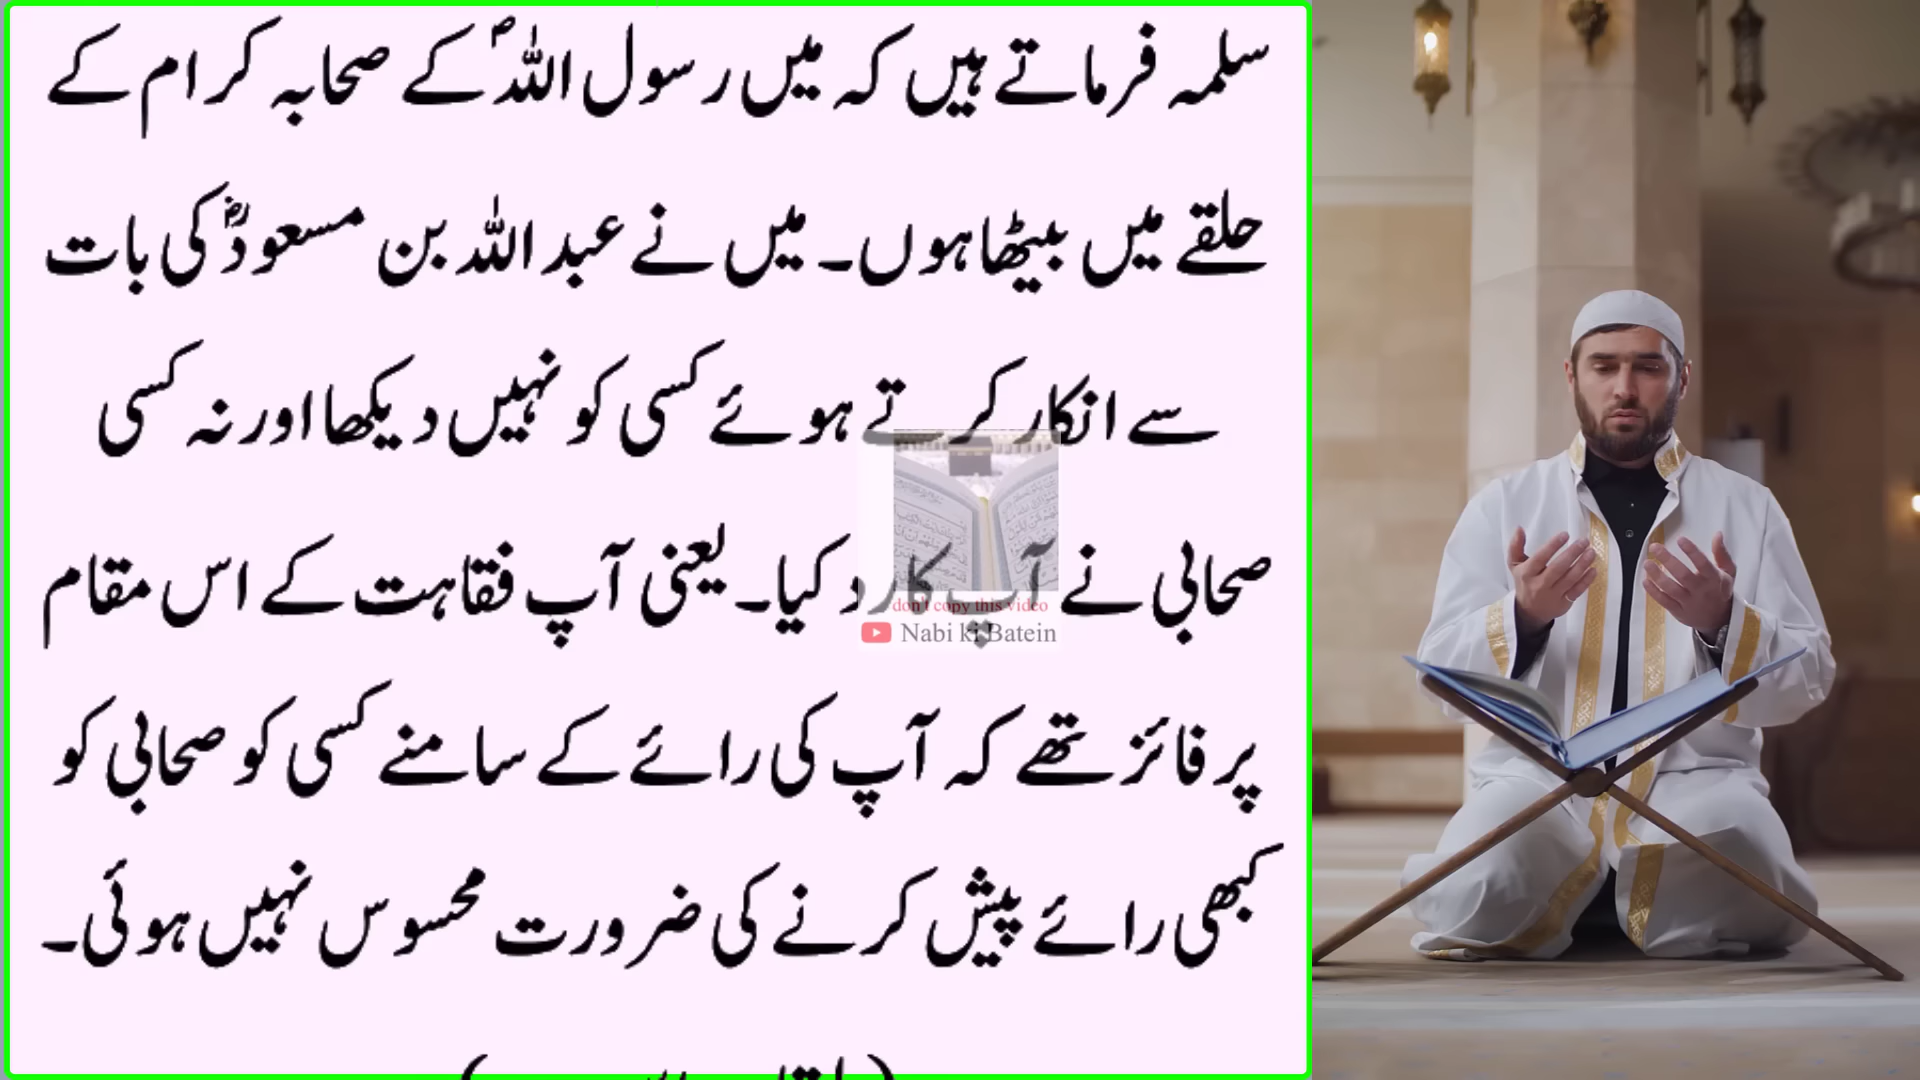 سلمہ فرماتے ہیں کہ میں رسول اللہؐ کے صحابہ کرام کے
حلقے میں بیٹھا ہوں۔ میں نے عبد اللہ بن مسعودؓ کی بات
سے انکار کرتے ہوئے کسی کو نہیں دیکھا اور نہ کسی
صحابی نے آپ کا رد کیا۔ یعنی آپ فقاہت کے اس مقام
پر فائز تھے کہ آپ کی رائے کے سامنے کسی کو صحابی کو
کبھی رائے پیش کرنے کی ضرورت محسوس نہیں ہوئی۔
don't copy this video
Nabi ki Batein